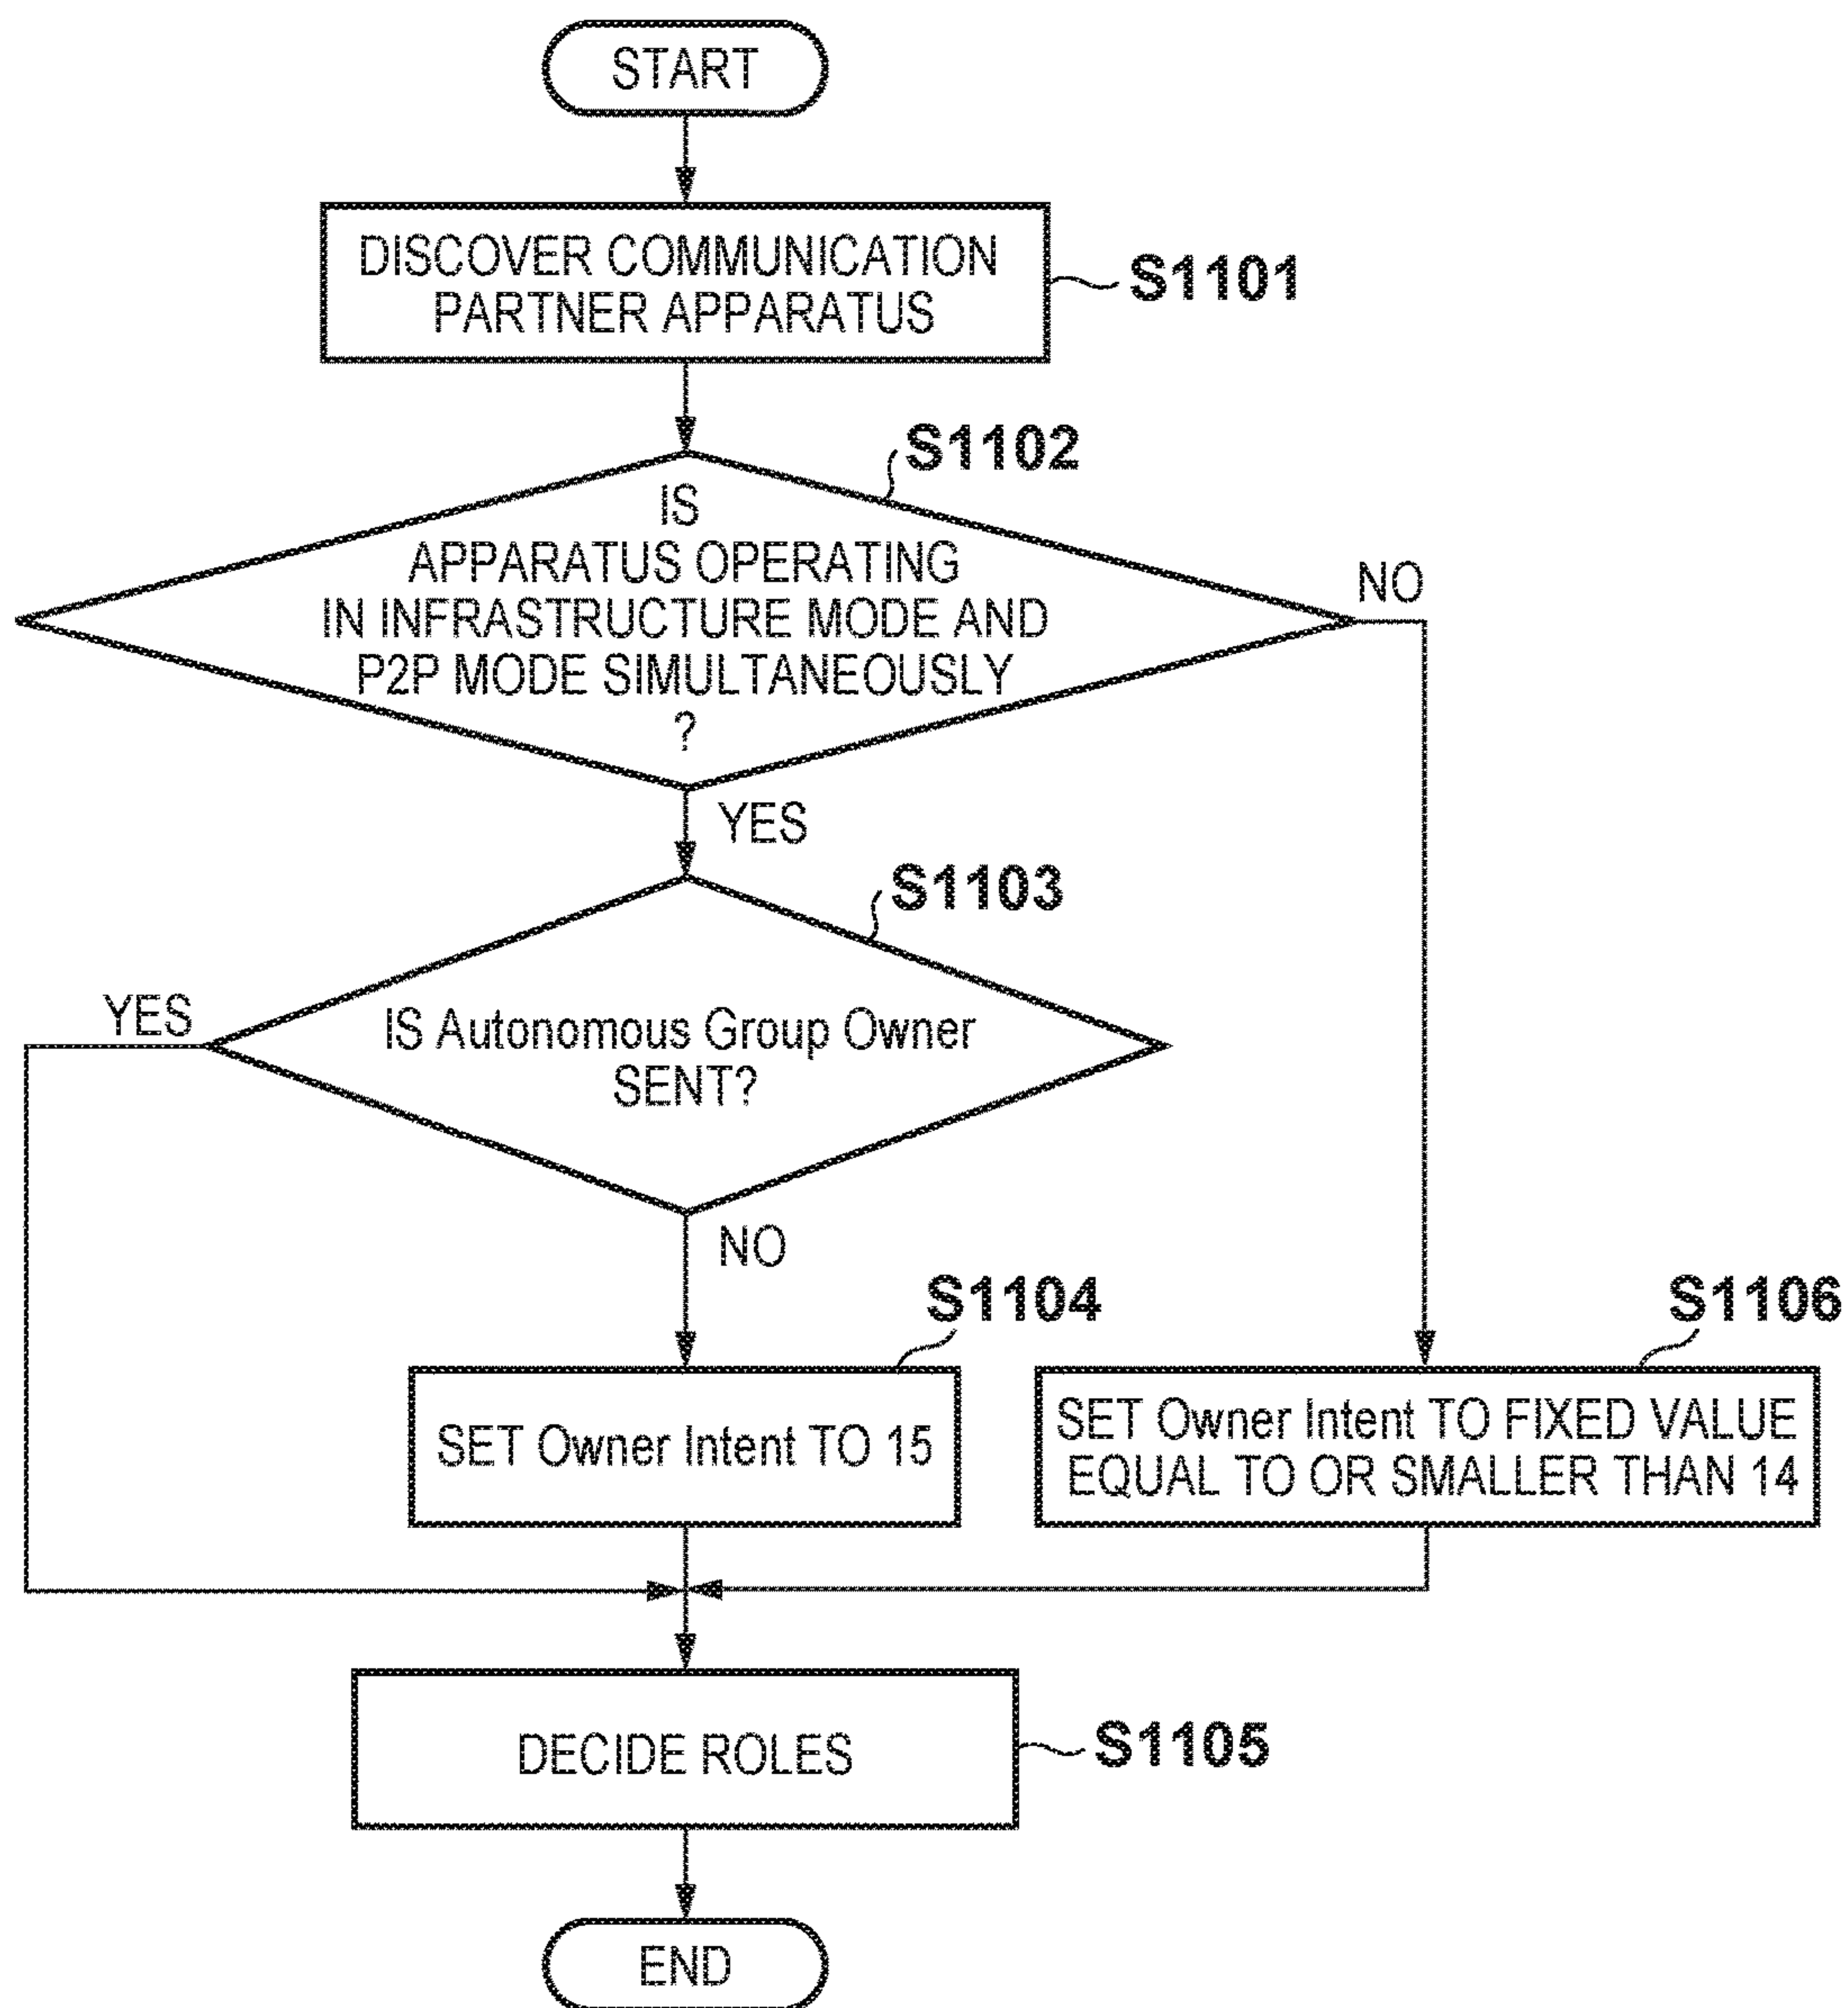 START
DISCOVER COMMUNICATION
PARTNER APPARATUS
S1101
S1102
IS
APPARATUS OPERATING
IN INFRASTRUCTURE MODE AND
P2P MODE SIMULTANEOUSLY
?
NO
YES
S1103
YES
IS Autonomous Group Owner
SENT?
NO
S1104
S1106
SET Owner Intent TO 15
SET Owner Intent TO FIXED VALUE
EQUAL TO OR SMALLER THAN 14
DECIDE ROLES
S1105
END